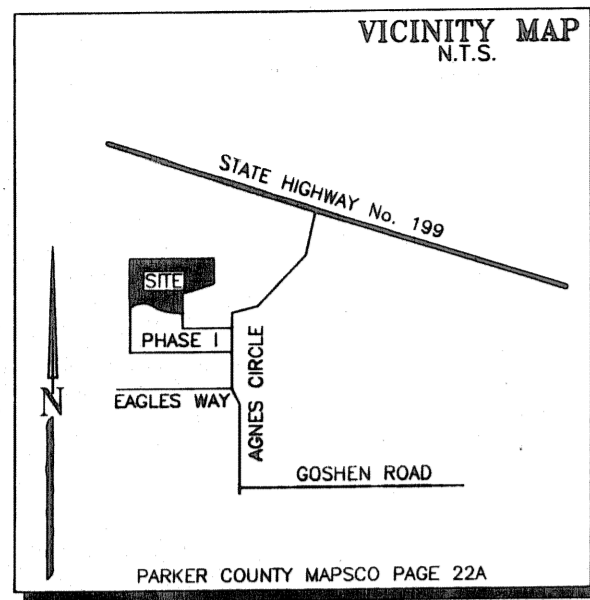 VICINITY MAP
N.T.S.
STATE HIGHWAY No. 199
SITE
PHASE I
N
EAGLES WAY
AGNES CIRCLE
GOSHEN ROAD
PARKER COUNTY MAPSCO PAGE 22A